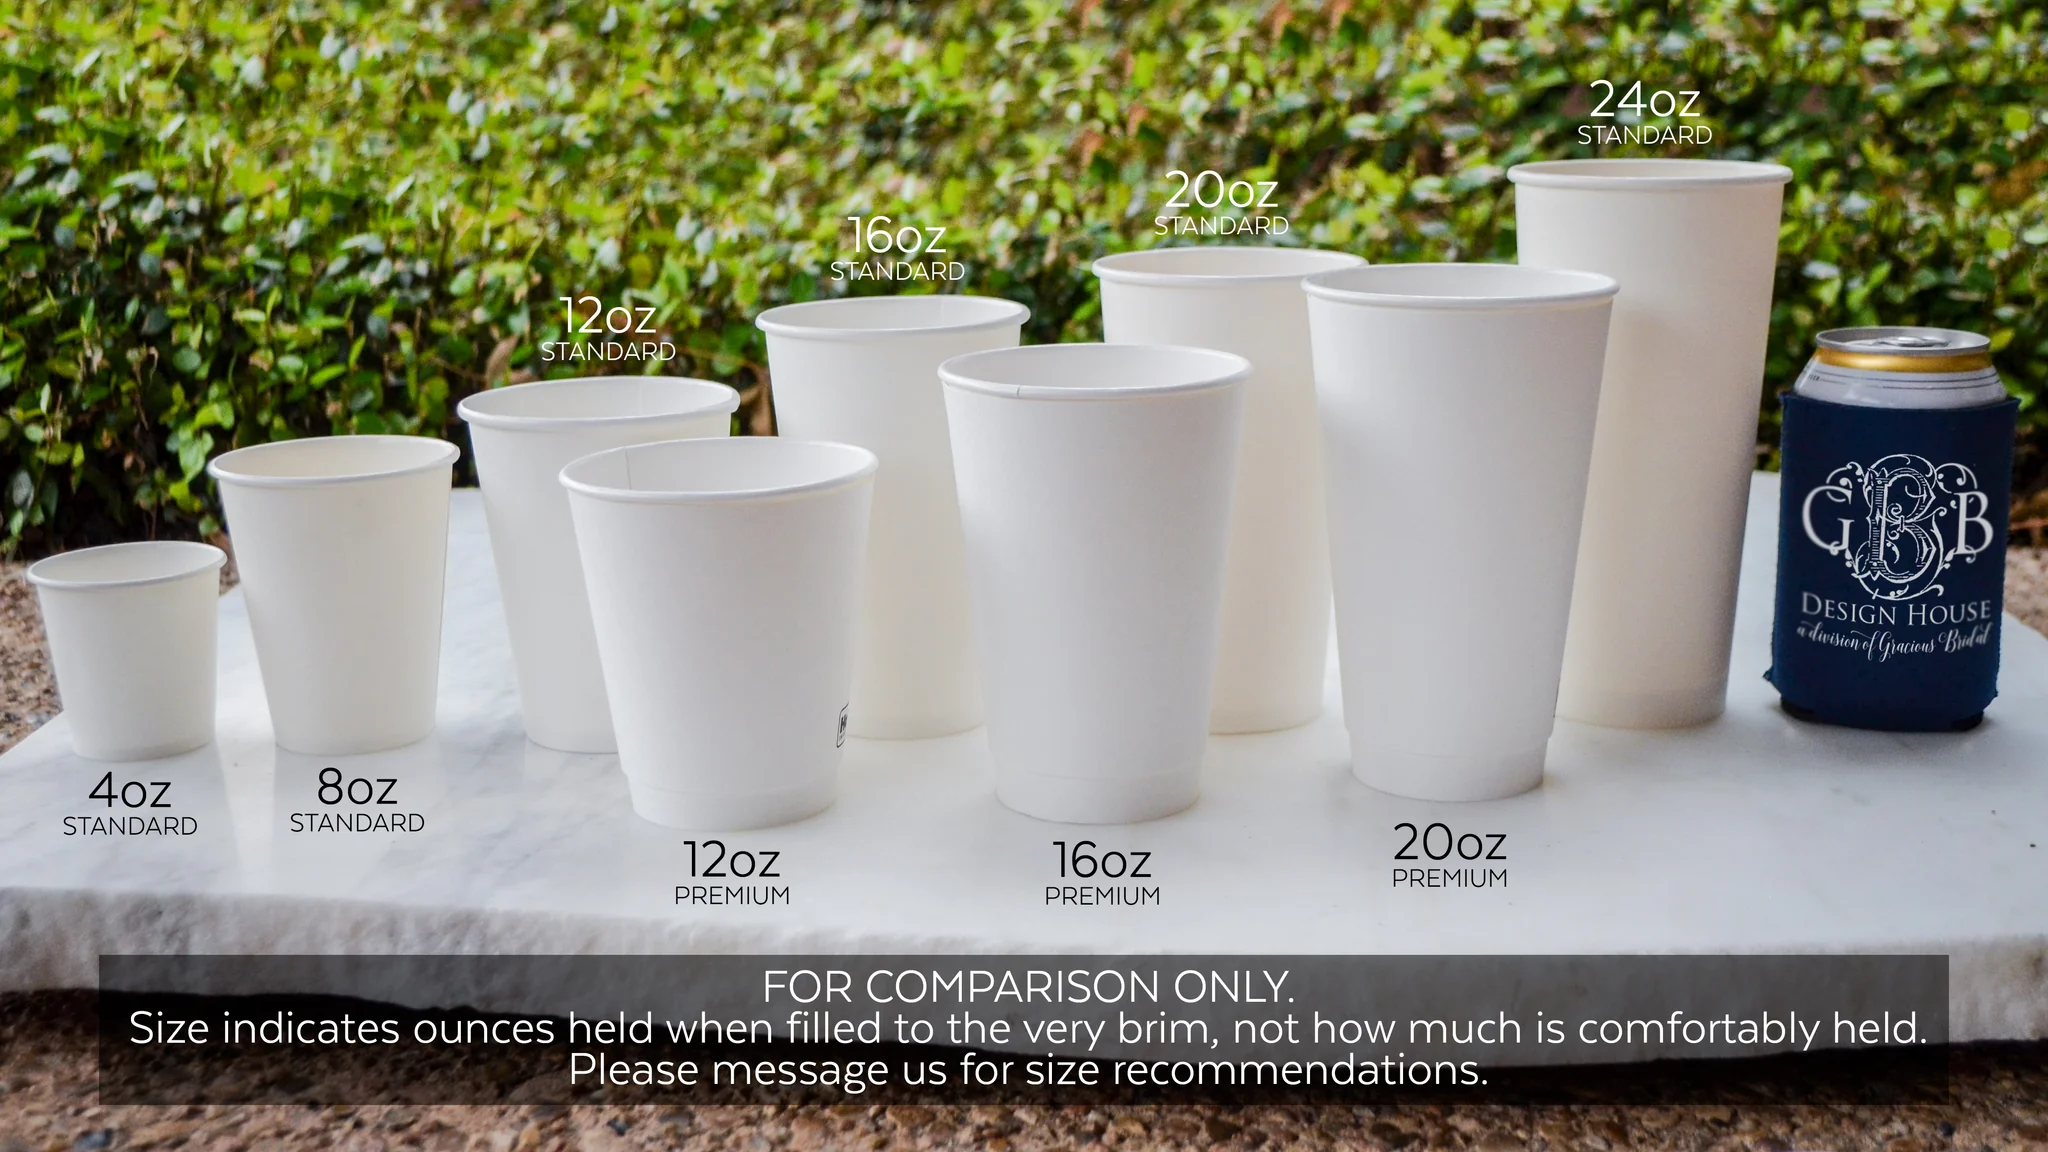 24oz
STANDARD
20oz
STANDARD
16oz
STANDARD
12oz
STANDARD
4oz
STANDARD
8oz
STANDARD
12oz
PREMIUM
16oz
PREMIUM
20oz
PREMIUM
GBB
DESIGN HOUSE
a division of Gracious Bridal
FOR COMPARISON ONLY.
Size indicates ounces held when filled to the very brim, not how much is comfortably held.
Please message us for size recommendations.